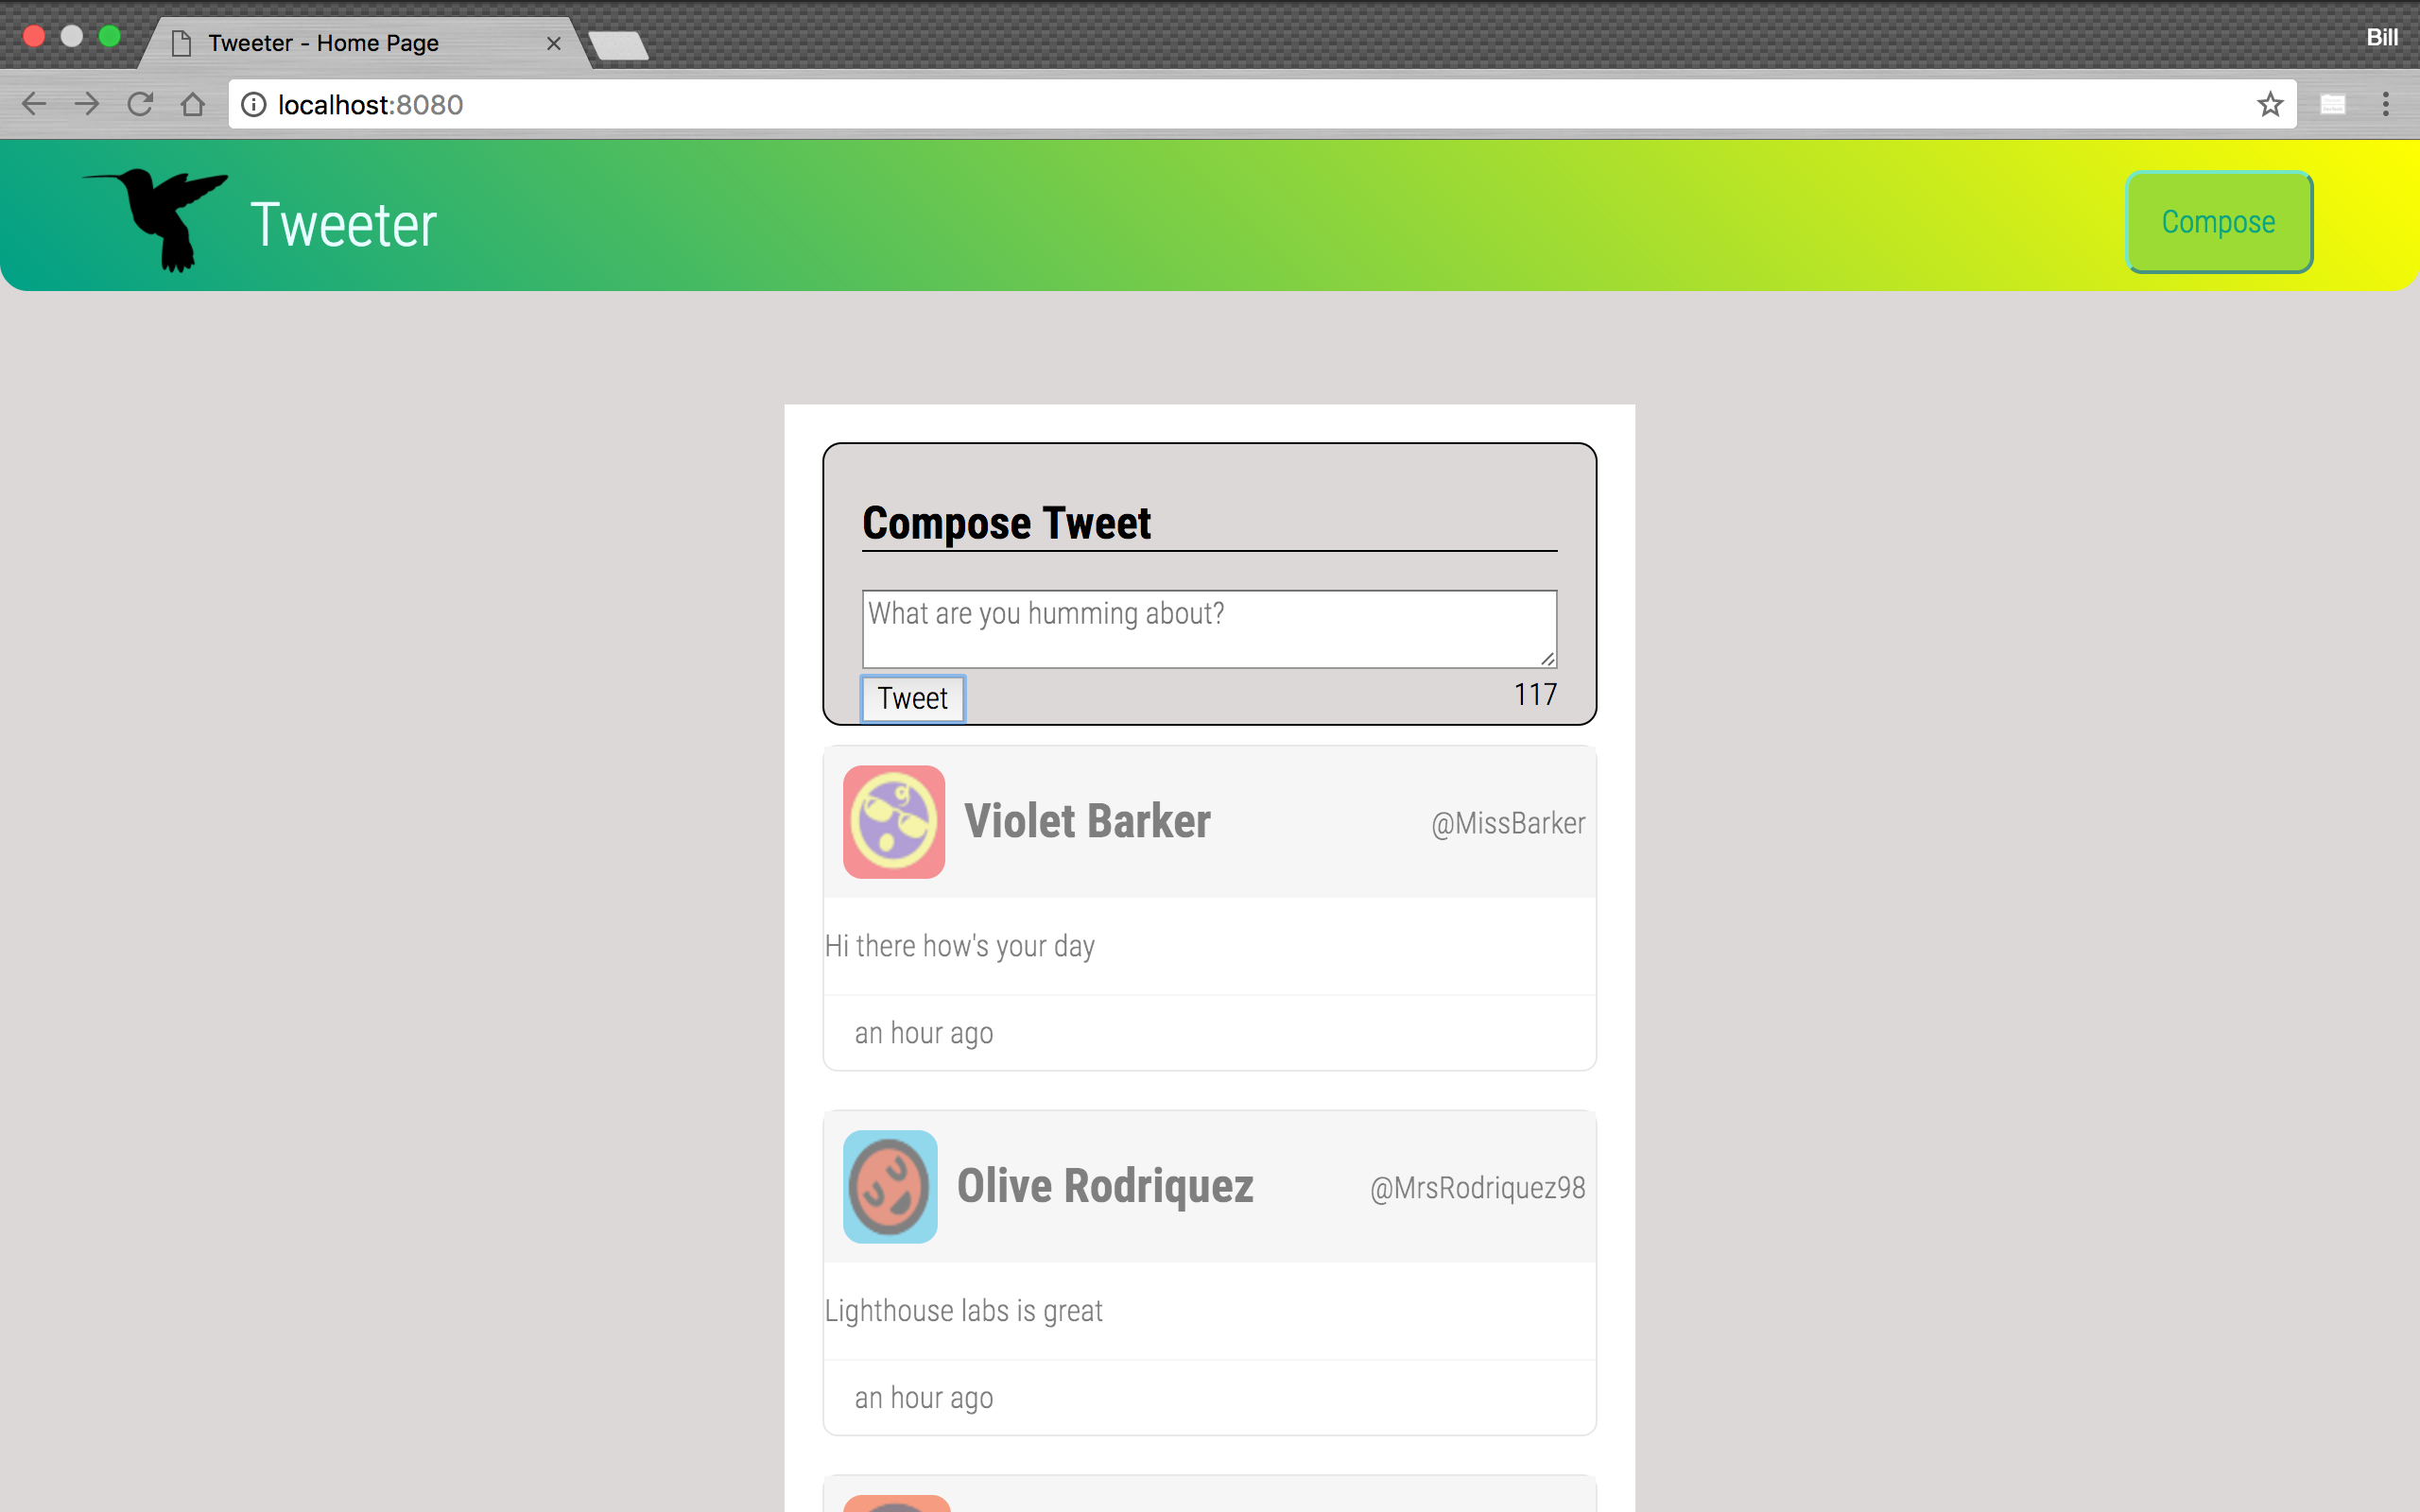 Tweeter - Home Page
Bill
localhost:8080
Tweeter
Compose
Compose Tweet
What are you humming about?
Tweet
117
Violet Barker
@MissBarker
Hi there how's your day
an hour ago
Olive Rodriquez
@MrsRodriquez98
Lighthouse labs is great
an hour ago